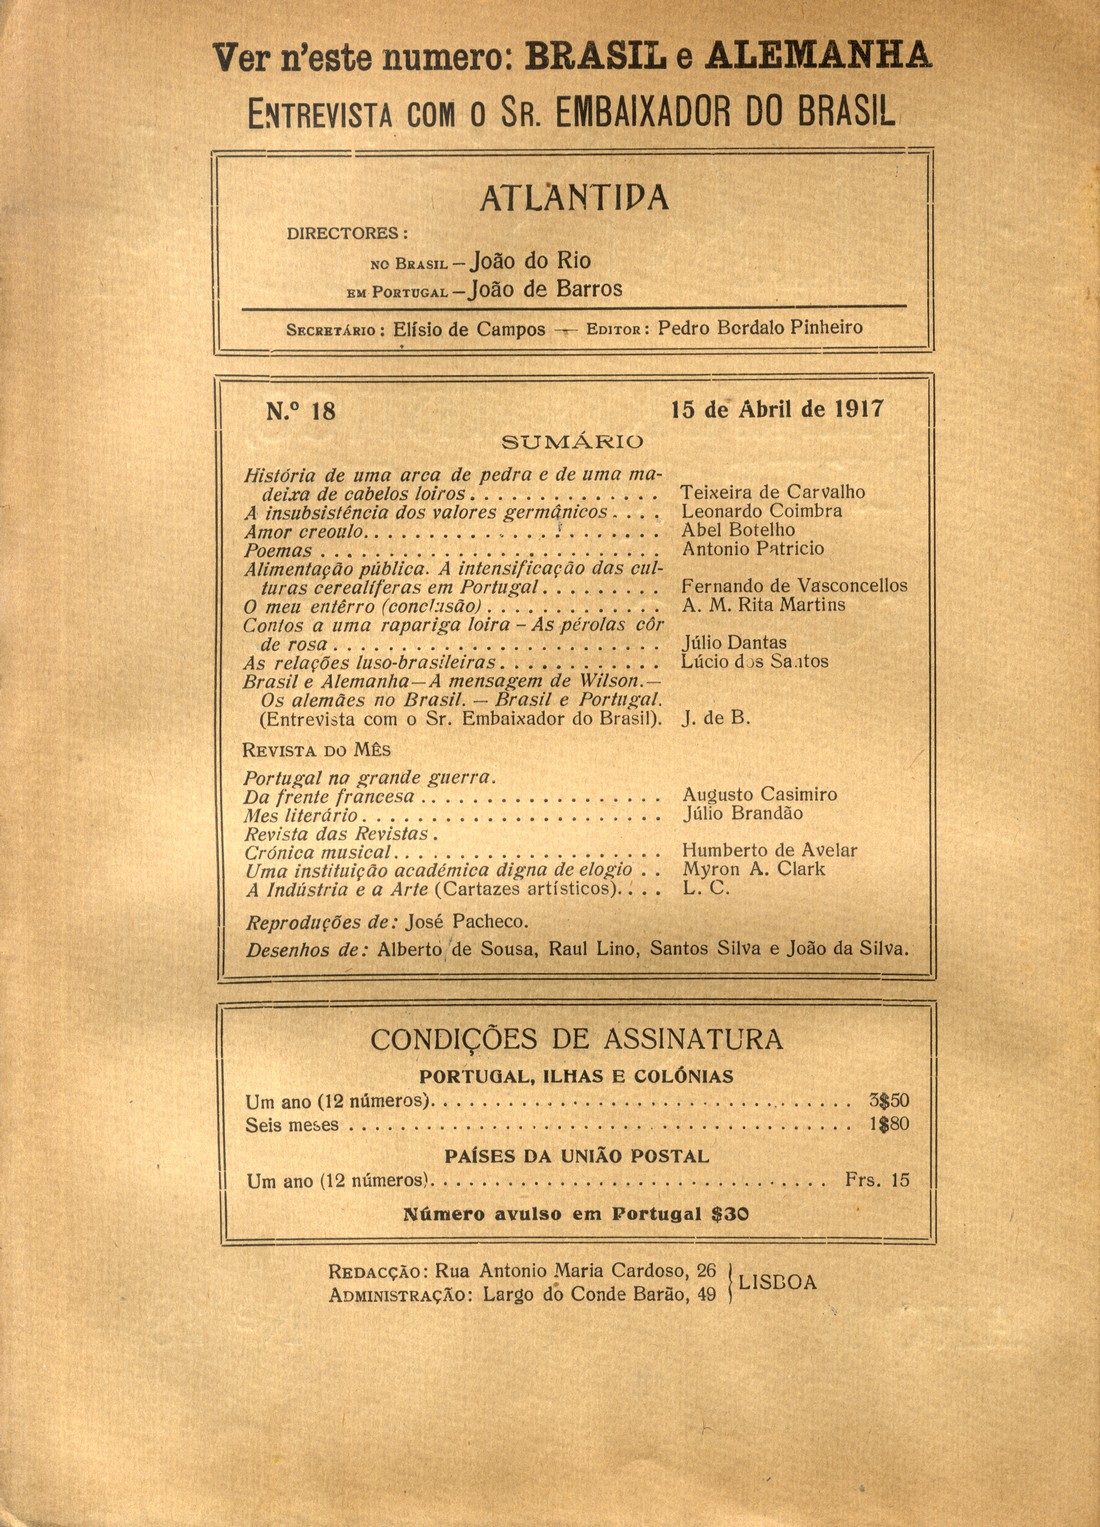 Ver n'este numero: BRASIL e ALEMANHA
ENTREVISTA COM O SR. EMBAIXADOR DO BRASIL
ATLANTIDA
DIRECTORES:
NO BRASIL — João do Rio
EM PORTUGAL — João de Barros
SECRETÁRIO: Elísio de Campos — EDITOR: Pedro Bordalo Pinheiro
N.º 18 15 de Abril de 1917
SUMÁRIO
História de uma arca de pedra e de uma ma-
deixa de cabelos loiros. . . . . . . . . . . . . . Teixeira de Carvalho
A insubsistência dos valores germânicos . . . . Leonardo Coimbra
Amor creoulo. . . . . . . . . . . . . . . . . . . . . . Abel Botelho
Poemas . . . . . . . . . . . . . . . . . . . . . . . . . Antonio Patricio
Alimentação pública. A intensificação das cul-
turas cerealíferas em Portugal. . . . . . . . . Fernando de Vasconcellos
O meu entêrro (conclusão) . . . . . . . . . . . . . A. M. Rita Martins
Contos a uma rapariga loira – As pérolas côr
de rosa . . . . . . . . . . . . . . . . . . . . . . . . Júlio Dantas
As relações luso-brasileiras. . . . . . . . . . . . Lúcio dos Santos
Brasil e Alemanha—A mensagem de Wilson.—
Os alemães no Brasil. — Brasil e Portugal.
(Entrevista com o Sr. Embaixador do Brasil). J. de B.
REVISTA DO MÊS
Portugal na grande guerra.
Da frente francesa . . . . . . . . . . . . . . . . . . Augusto Casimiro
Mes literário. . . . . . . . . . . . . . . . . . . . . . Júlio Brandão
Revista das Revistas .
Crónica musical. . . . . . . . . . . . . . . . . . . . Humberto de Avelar
Uma instituição académica digna de elogio . . Myron A. Clark
A Indústria e a Arte (Cartazes artísticos). . . . L. C.
Reproduções de: José Pacheco.
Desenhos de: Alberto de Sousa, Raul Lino, Santos Silva e João da Silva.
CONDIÇÕES DE ASSINATURA
PORTUGAL, ILHAS E COLÓNIAS
Um ano (12 números). . . . . . . . . . . . . . . . . . . . . . . . . . . . . . 3$50
Seis meses . . . . . . . . . . . . . . . . . . . . . . . . . . . . . . . . . . . . 1$80
PAÍSES DA UNIÃO POSTAL
Um ano (12 números). . . . . . . . . . . . . . . . . . . . . . . . . . . . Frs. 15
Número avulso em Portugal $30
REDACÇÃO: Rua Antonio Maria Cardoso, 26
ADMINISTRAÇÃO: Largo do Conde Barão, 49
LISBOA